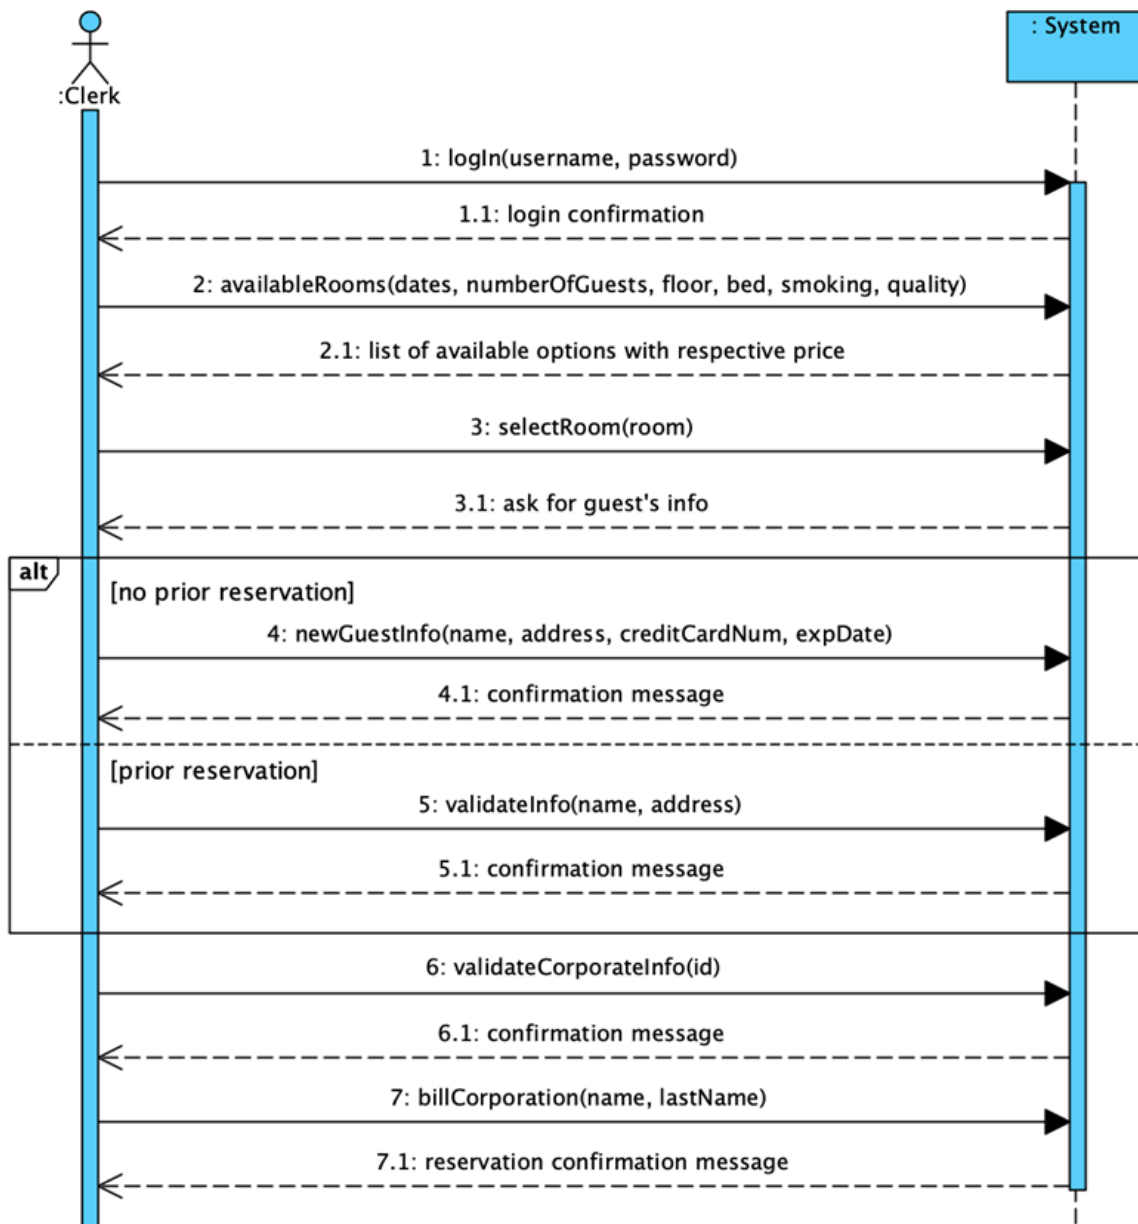 : System
:Clerk
1: logIn(username, password)
1.1: login confirmation
2: availableRooms(dates, numberOfGuests, floor, bed, smoking, quality)
2.1: list of available options with respective price
3: selectRoom(room)
3.1: ask for guest's info
alt
[no prior reservation]
4: newGuestInfo(name, address, creditCardNum, expDate)
4.1: confirmation message
[prior reservation]
5: validateInfo(name, address)
5.1: confirmation message
6: validateCorporateInfo(id)
6.1: confirmation message
7: billCorporation(name, lastName)
7.1: reservation confirmation message